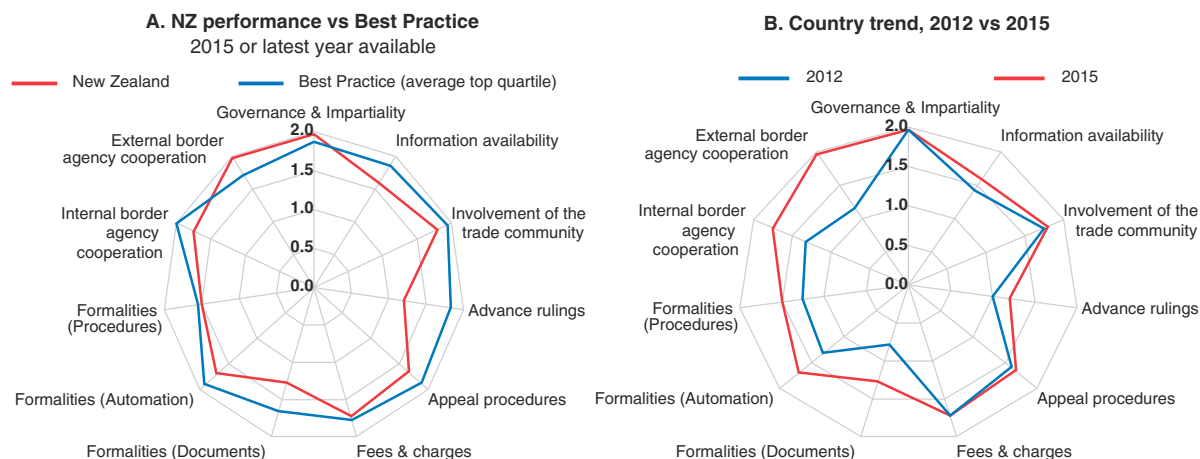 A. NZ performance vs Best Practice
2015 or latest year available
New Zealand
Best Practice (average top quartile)
Governance & Impartiality
2.0
Information availability
External border
agency cooperation
1.5
Internal border
agency
cooperation
Involvement of the
trade community
1.0
0.5
0.0
Formalities
(Procedures)
Advance rulings
Formalities (Automation)
Appeal procedures
Formalities (Documents)
Fees & charges
B. Country trend, 2012 vs 2015
2012
2015
Governance & Impartiality
2.0
Information availability
External border
agency cooperation
1.5
Internal border
agency
cooperation
Involvement of the
trade community
1.0
0.5
0.0
Formalities
(Procedures)
Advance rulings
Formalities (Automation)
Appeal procedures
Formalities (Documents)
Fees & charges